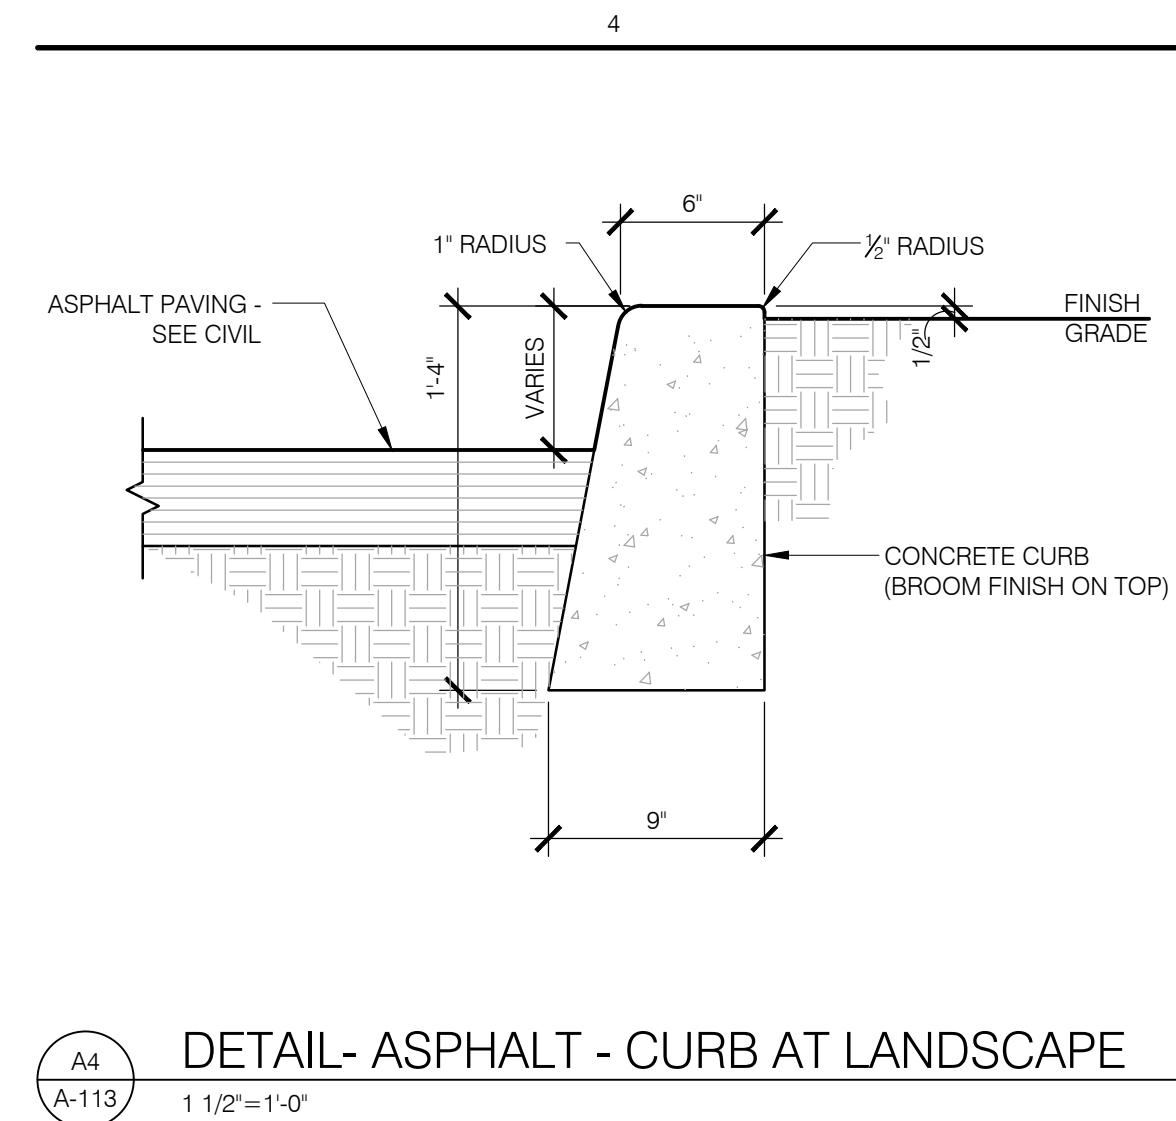 4
6"
1" RADIUS
½" RADIUS
ASPHALT PAVING -
SEE CIVIL
FINISH
GRADE
1/2"
1'-4"
VARIES
CONCRETE CURB
(BROOM FINISH ON TOP)
9"
A4
A-113
DETAIL- ASPHALT - CURB AT LANDSCAPE
1 1/2"=1'-0"